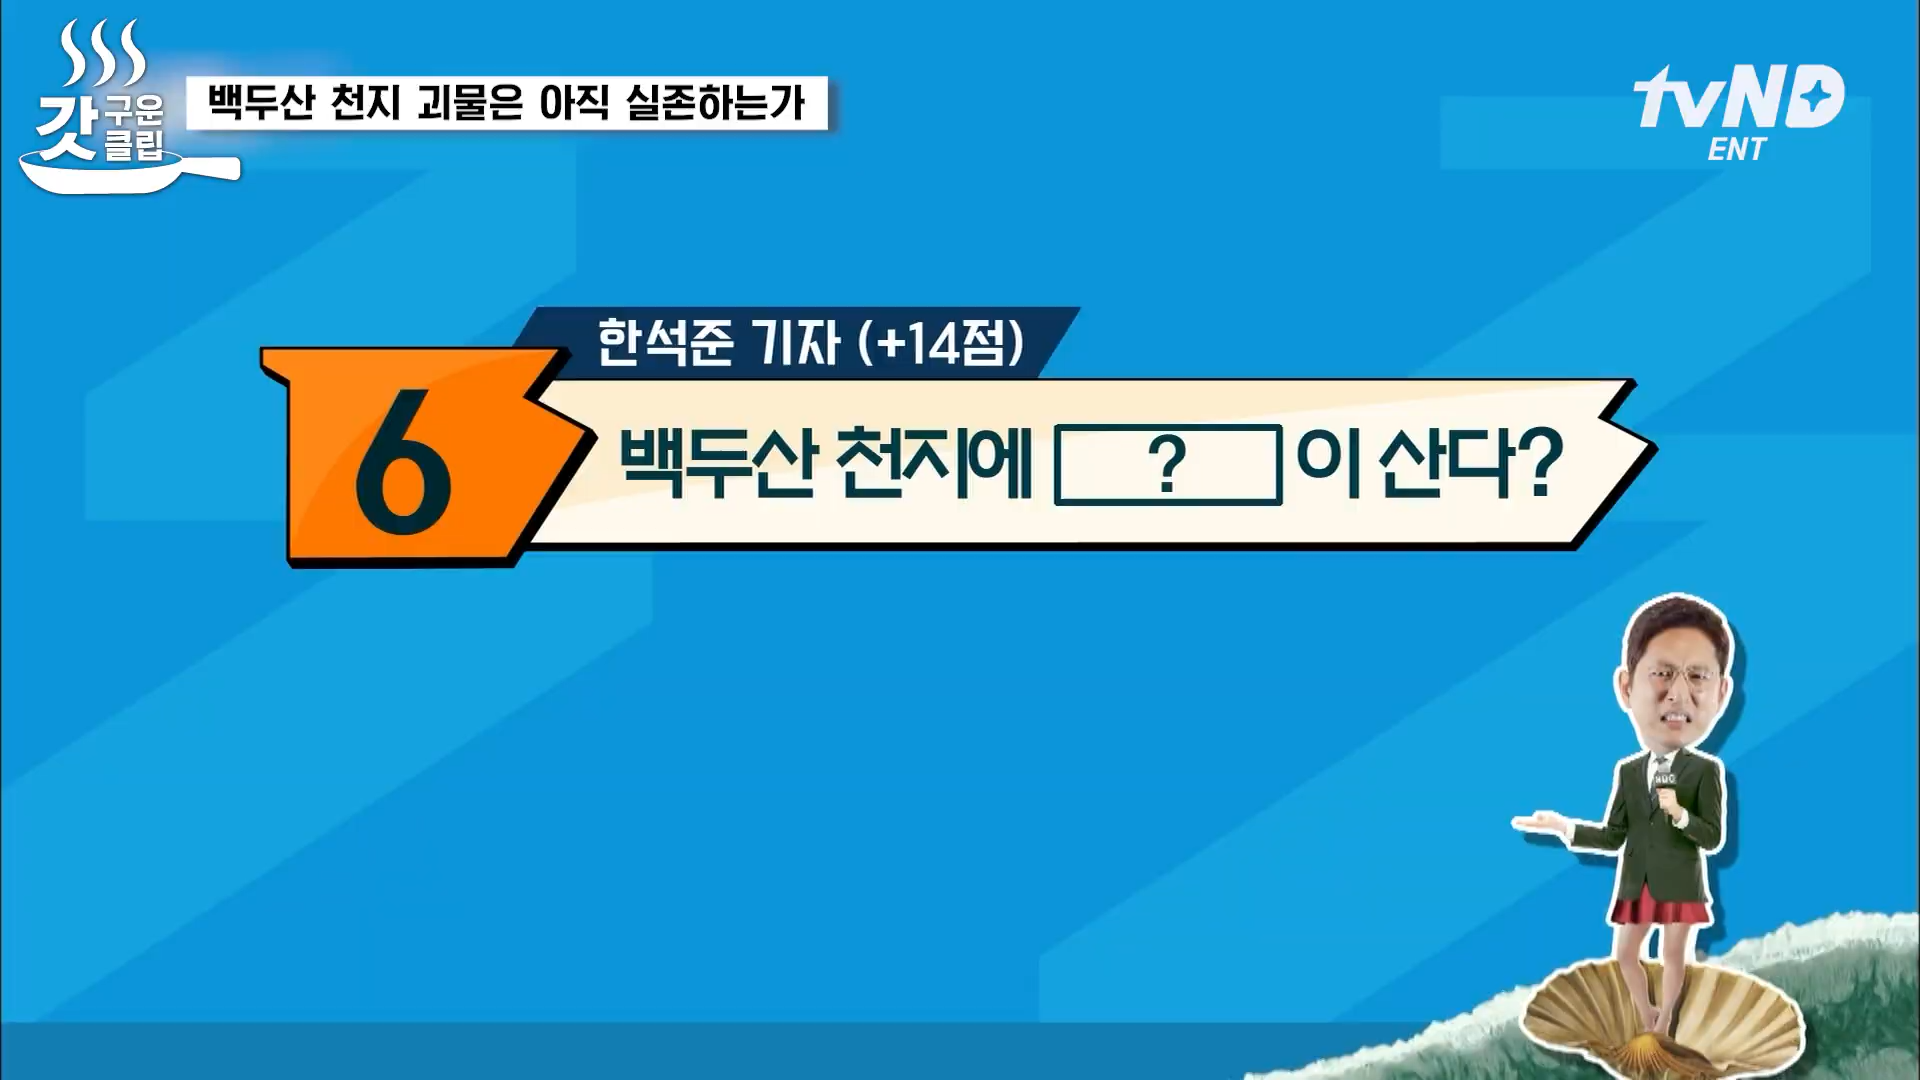 갓구운클립
백두산 천지 괴물은 아직 실존하는가
tvND
ENT
한석준 기자 (+14점)
6
백두산 천지에 ? 이 산다?